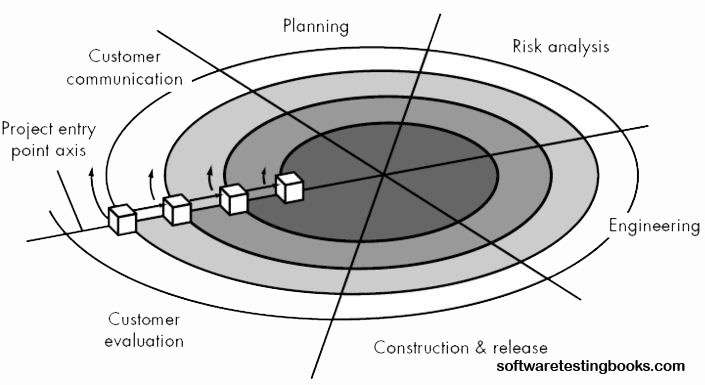 Planning
Risk analysis
Customer
communication
Project entry
point axis
Engineering
Customer
evaluation
Construction & release
softwaretestingbooks.com